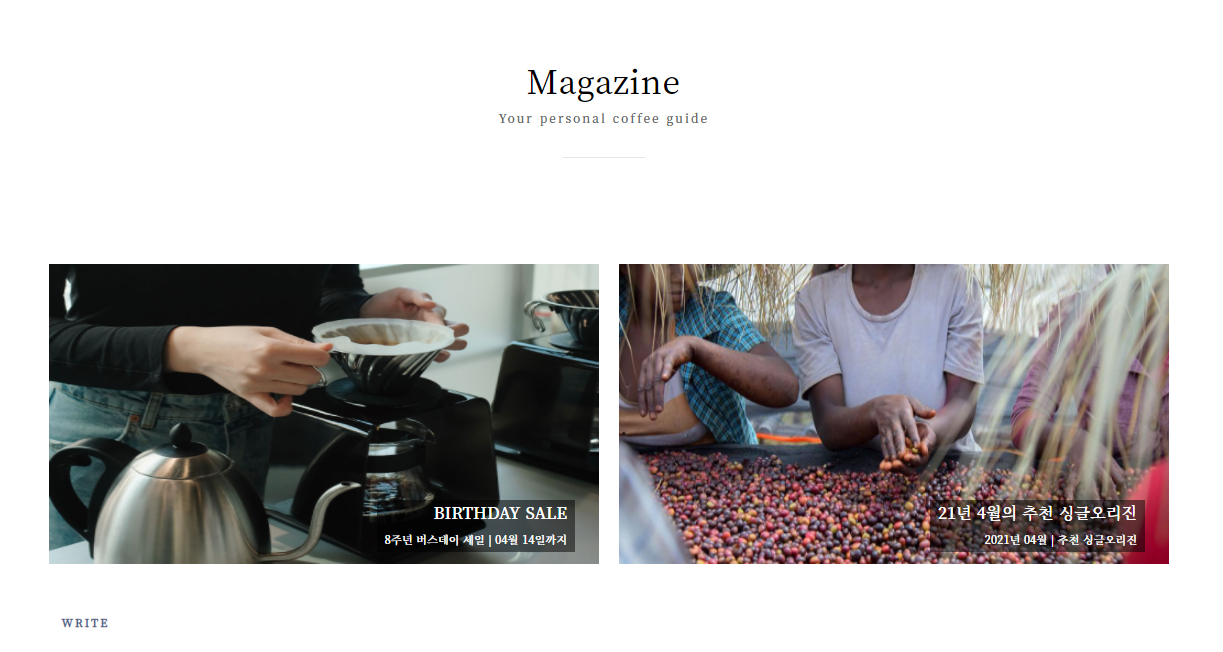 Magazine
Your personal coffee guide
BIRTHDAY SALE
8주년 버스데이 세일 | 04월 14일까지
21년 4월의 추천 싱글오리진
2021년 04월 | 추천 싱글오리진
WRITE